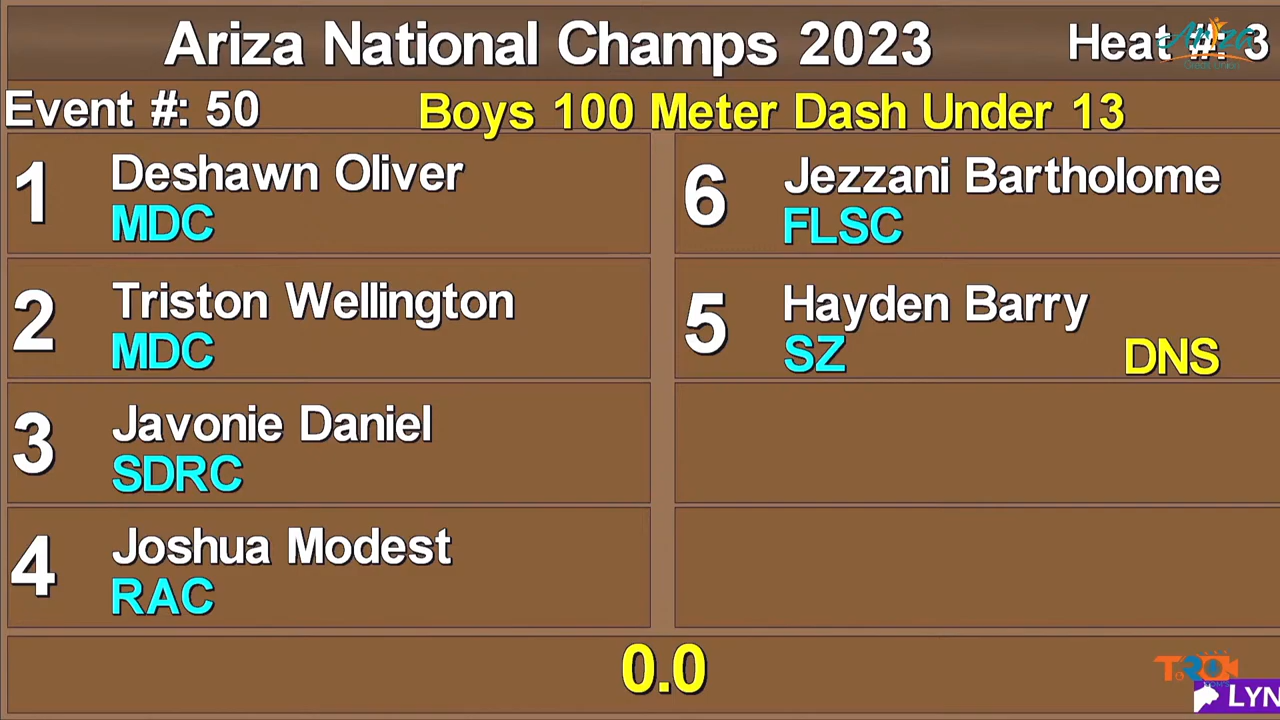 Ariza National Champs 2023
Heat #: 3
Event #: 50
Boys 100 Meter Dash Under 13
1 Deshawn Oliver
MDC
2 Triston Wellington
MDC
3 Javonie Daniel
SDRC
4 Joshua Modest
RAC
6 Jezzani Bartholome
FLSC
5 Hayden Barry
SZ DNS
0.0
Ariza
LYN